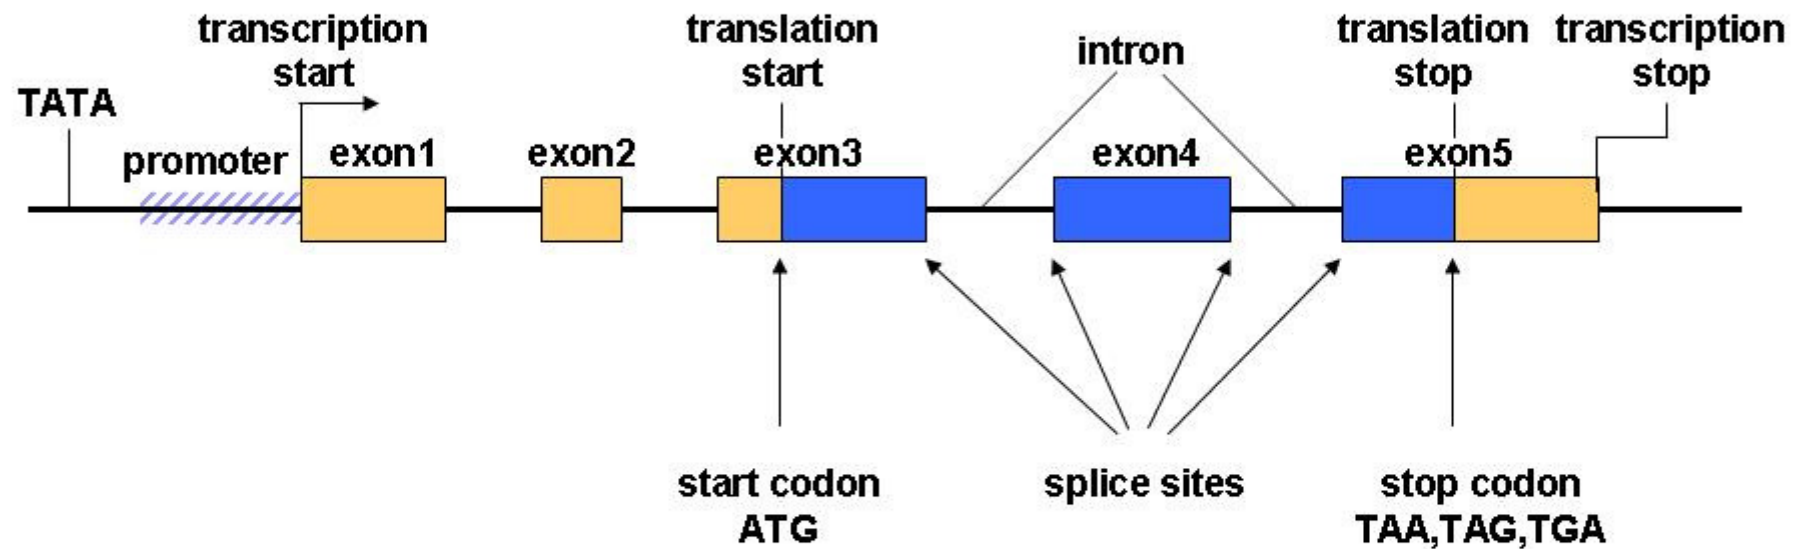 transcription
start
translation
start
intron
translation
stop
transcription
stop
TATA
promoter
exon1
exon2
exon3
exon4
exon5
start codon
ATG
splice sites
stop codon
TAA,TAG,TGA